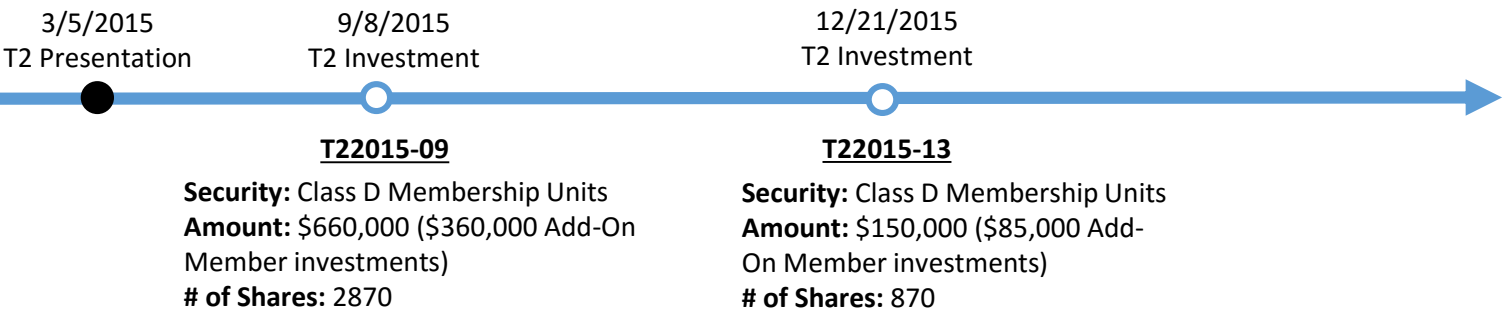 3/5/2015
T2 Presentation
9/8/2015
T2 Investment
12/21/2015
T2 Investment
T22015-09
Security: Class D Membership Units
Amount: $660,000 ($360,000 Add-On
Member investments)
# of Shares: 2870
T22015-13
Security: Class D Membership Units
Amount: $150,000 ($85,000 Add-
On Member investments)
# of Shares: 870